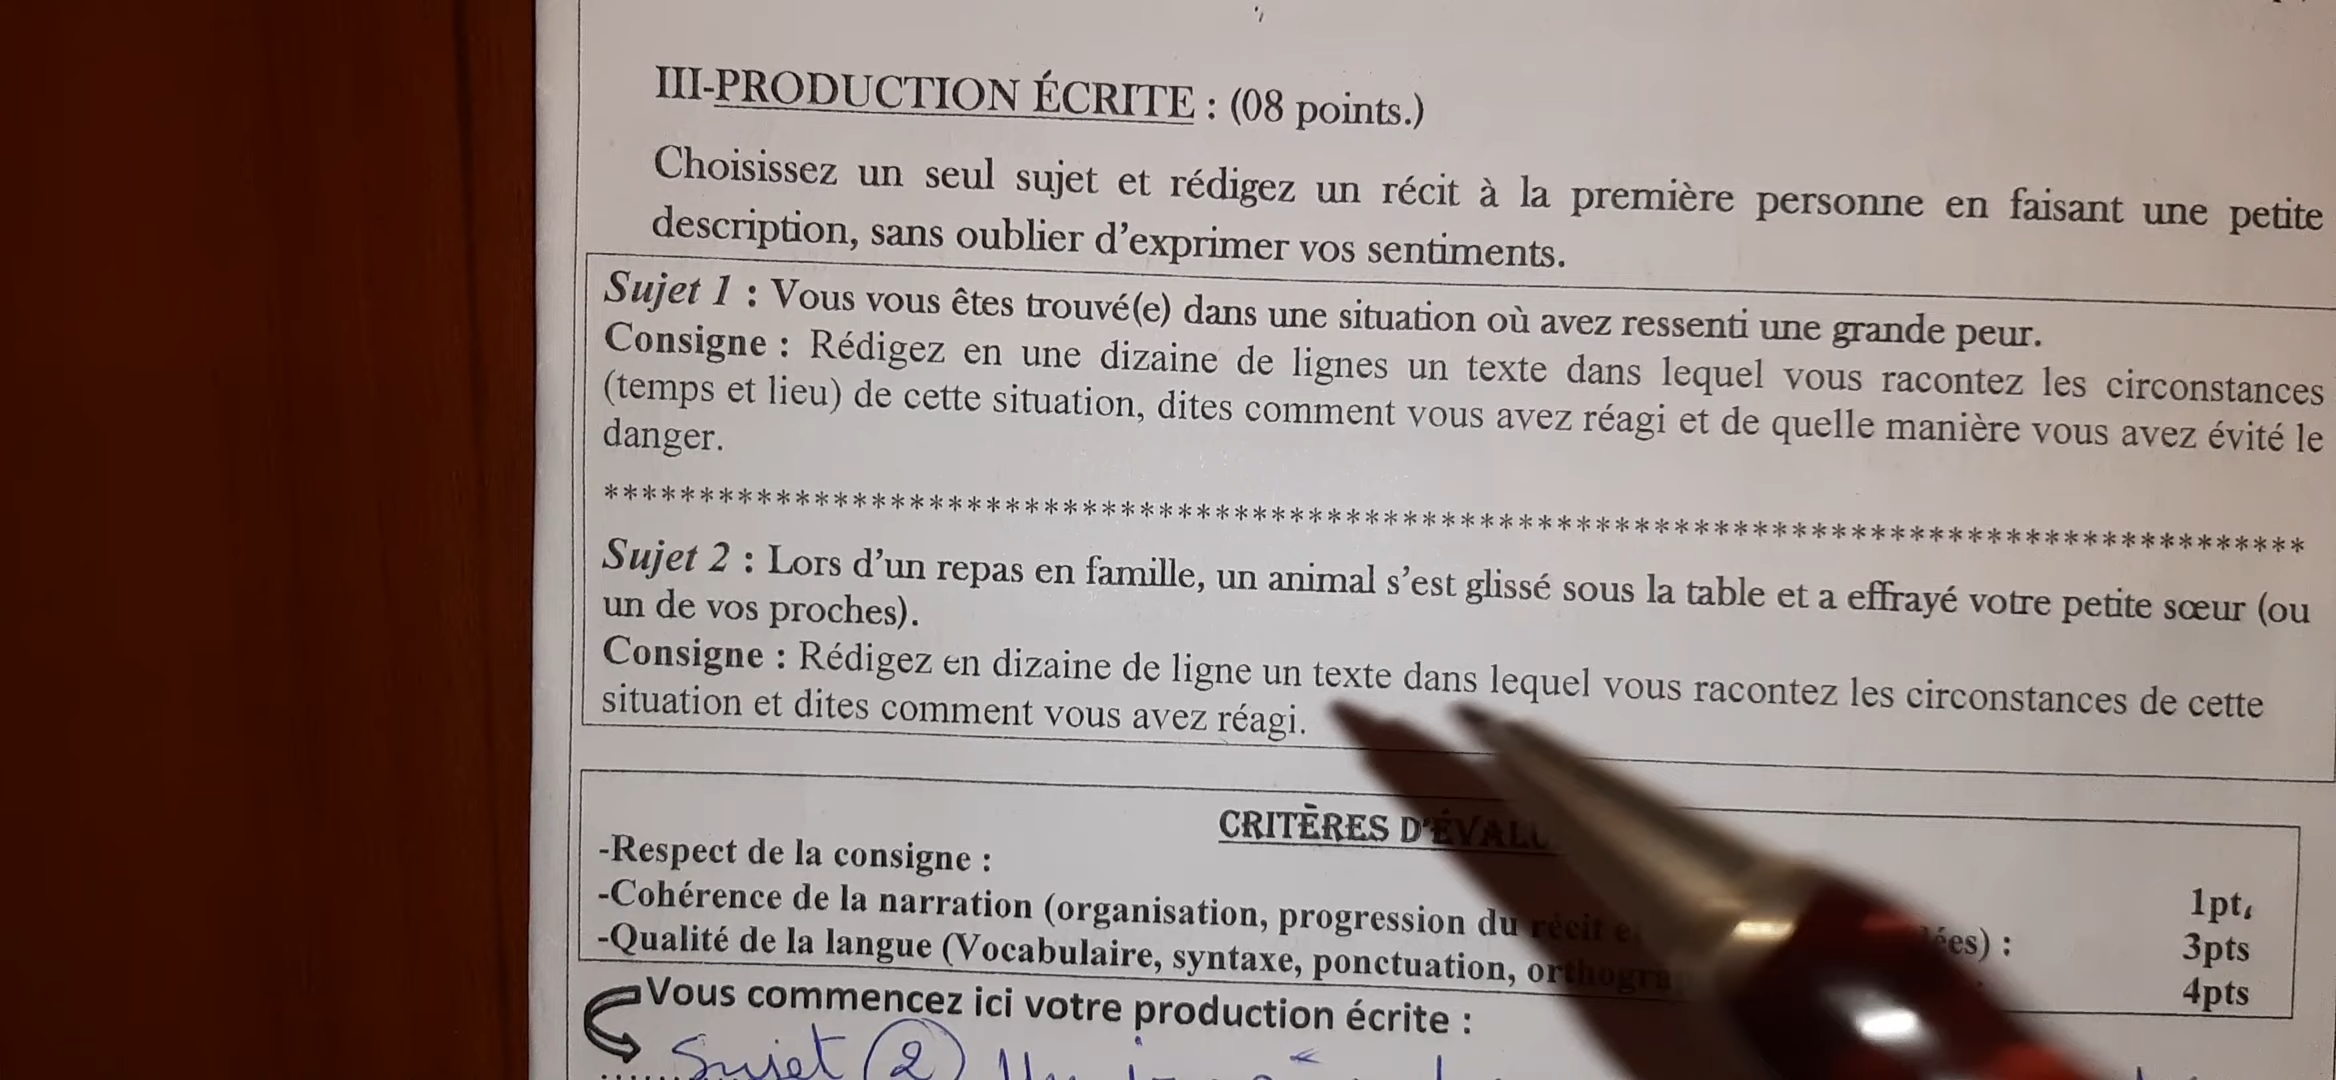 III-PRODUCTION ÉCRITE : (08 points.)
Choisissez un seul sujet et rédigez un récit à la première personne en faisant une petite
description, sans oublier d'exprimer vos sentiments.
Sujet 1 : Vous vous êtes trouvé(e) dans une situation où avez ressenti une grande peur.
Consigne : Rédigez en une dizaine de lignes un texte dans lequel vous racontez les circonstances
(temps et lieu) de cette situation, dites comment vous avez réagi et de quelle manière vous avez évité le
danger.
********************************************************************************
Sujet 2 : Lors d'un repas en famille, un animal s'est glissé sous la table et a effrayé votre petite sœur (ou
un de vos proches).
Consigne : Rédigez en dizaine de ligne un texte dans lequel vous racontez les circonstances de cette
situation et dites comment vous avez réagi.
CRITÈRES D'ÉVALU
-Respect de la consigne : 1pt.
-Cohérence de la narration (organisation, progression du récit ées) : 3pts
-Qualité de la langue (Vocabulaire, syntaxe, ponctuation, orthogra 4pts
Vous commencez ici votre production écrite :
Sujet (2)